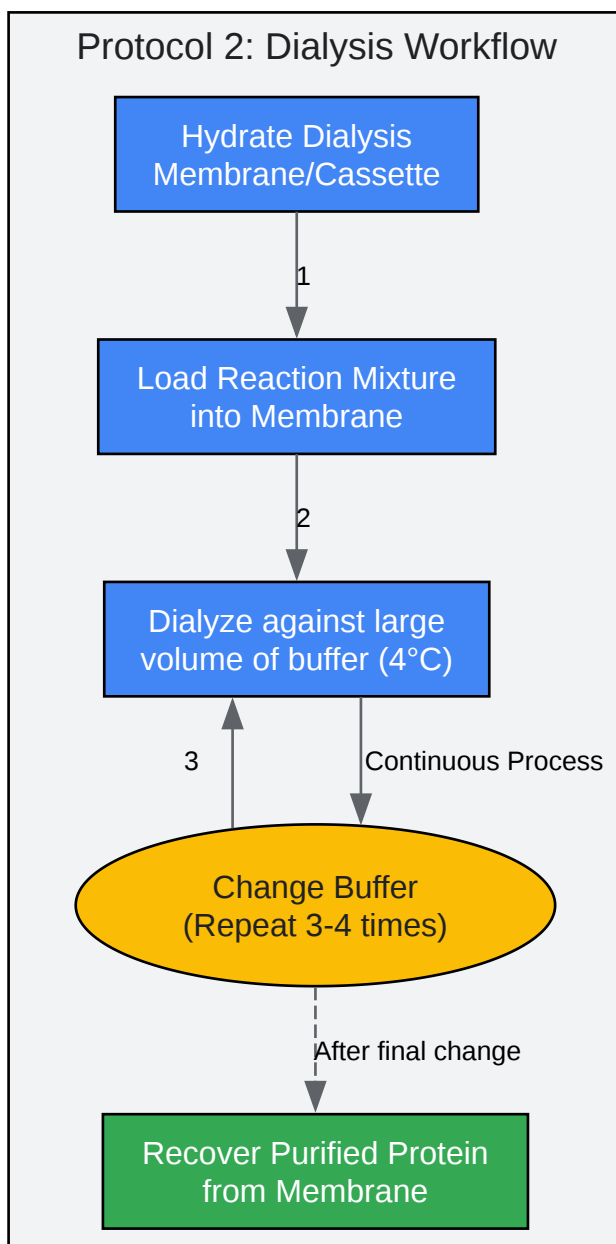 Protocol 2: Dialysis Workflow
Hydrate Dialysis
Membrane/Cassette
1
Load Reaction Mixture
into Membrane
2
Dialyze against large
volume of buffer (4°C)
3
Continuous Process
Change Buffer
(Repeat 3-4 times)
After final change
Recover Purified Protein
from Membrane